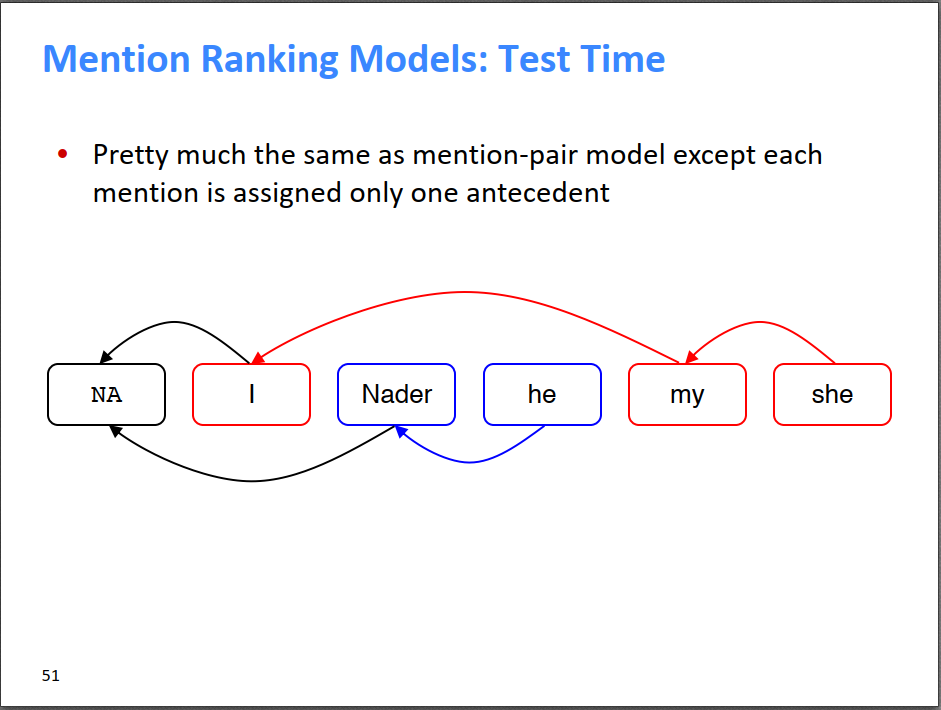 Mention Ranking Models: Test Time
• Pretty much the same as mention-pair model except each
mention is assigned only one antecedent
NA I Nader he my she
51